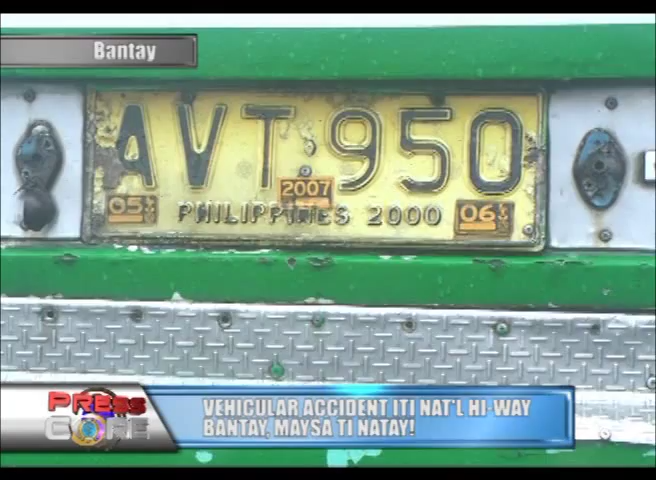 Bantay
AVT 950
2007
05
PHILIPPINES 2000
06
PRESS
CORE
VEHICULAR ACCIDENT ITI NAT'L HI-WAY
BANTAY, MAYSA TI NATAY!